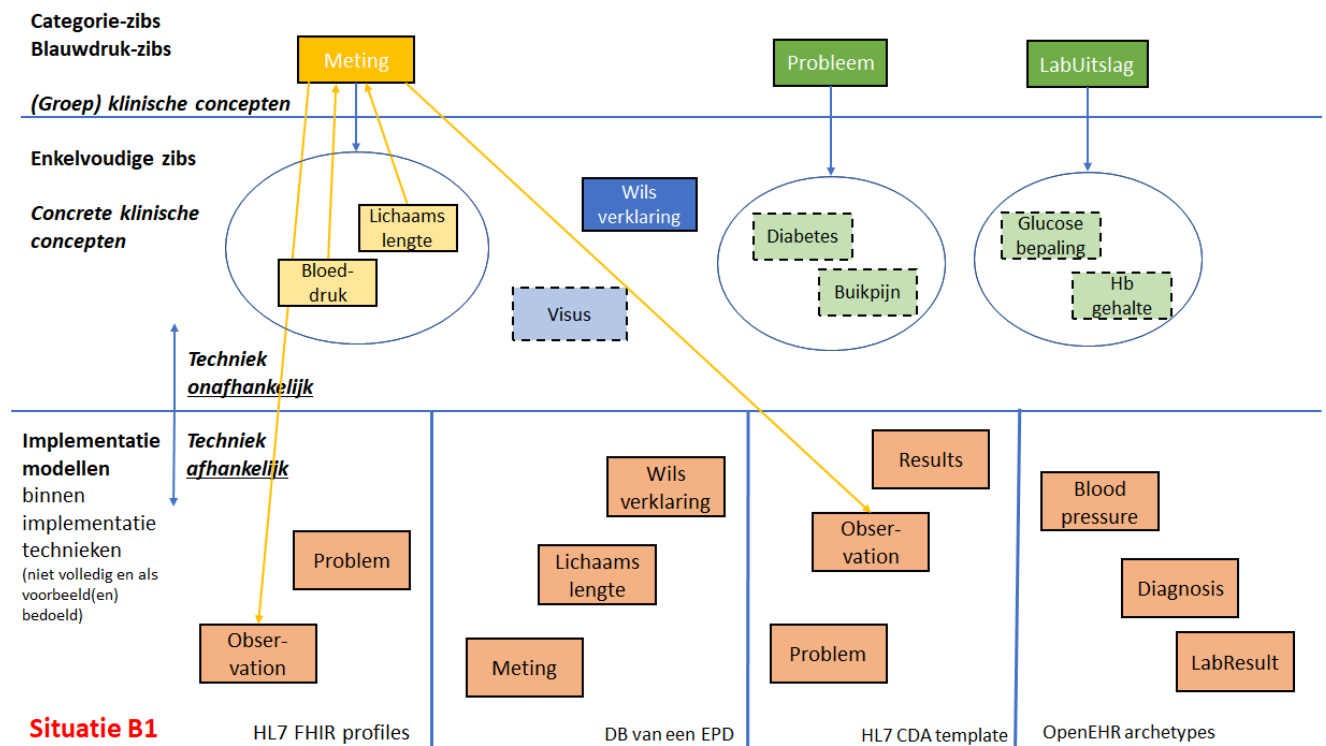 Categorie-zibs
Blauwdruk-zibs
(Groep) klinische concepten
Meting
Probleem
LabUitslag
Enkelvoudige zibs
Concrete klinische
concepten
Lichaams
lengte
Bloed-
druk
Wils
verklaring
Visus
Diabetes
Buikpijn
Glucose
bepaling
Hb
gehalte
Techniek
onafhankelijk
Techniek
afhankelijk
Implementatie
modellen
binnen
implementatie
technieken
(niet volledig en als
voorbeeld(en)
bedoeld)
Problem
Obser-
vation
Wils
verklaring
Lichaams
lengte
Meting
Results
Obser-
vation
Problem
Blood
pressure
Diagnosis
LabResult
Situatie B1
HL7 FHIR profiles
DB van een EPD
HL7 CDA template
OpenEHR archetypes